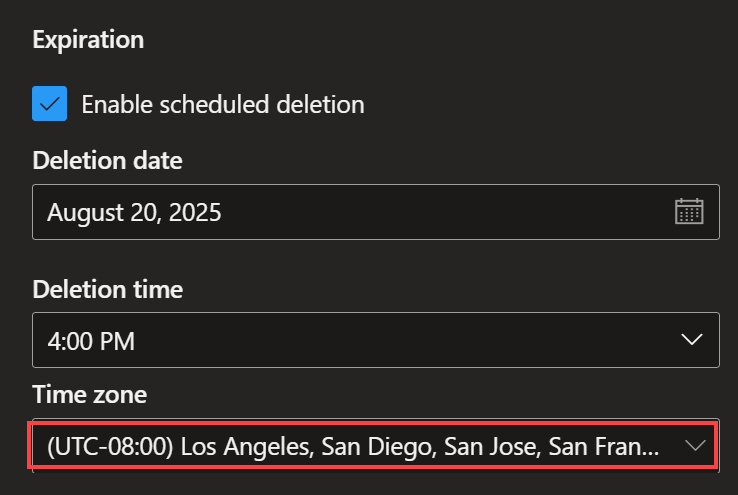 Expiration
Enable scheduled deletion
Deletion date
August 20, 2025
Deletion time
4:00 PM
Time zone
(UTC-08:00) Los Angeles, San Diego, San Jose, San Fran...